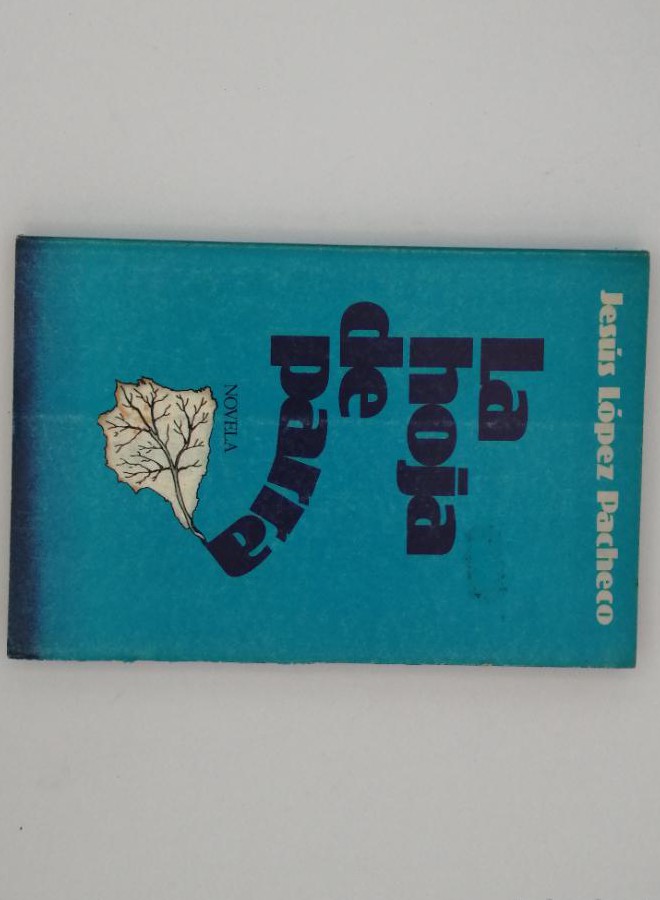 Jesús López Pacheco
La
hoja
de
parra
NOVELA